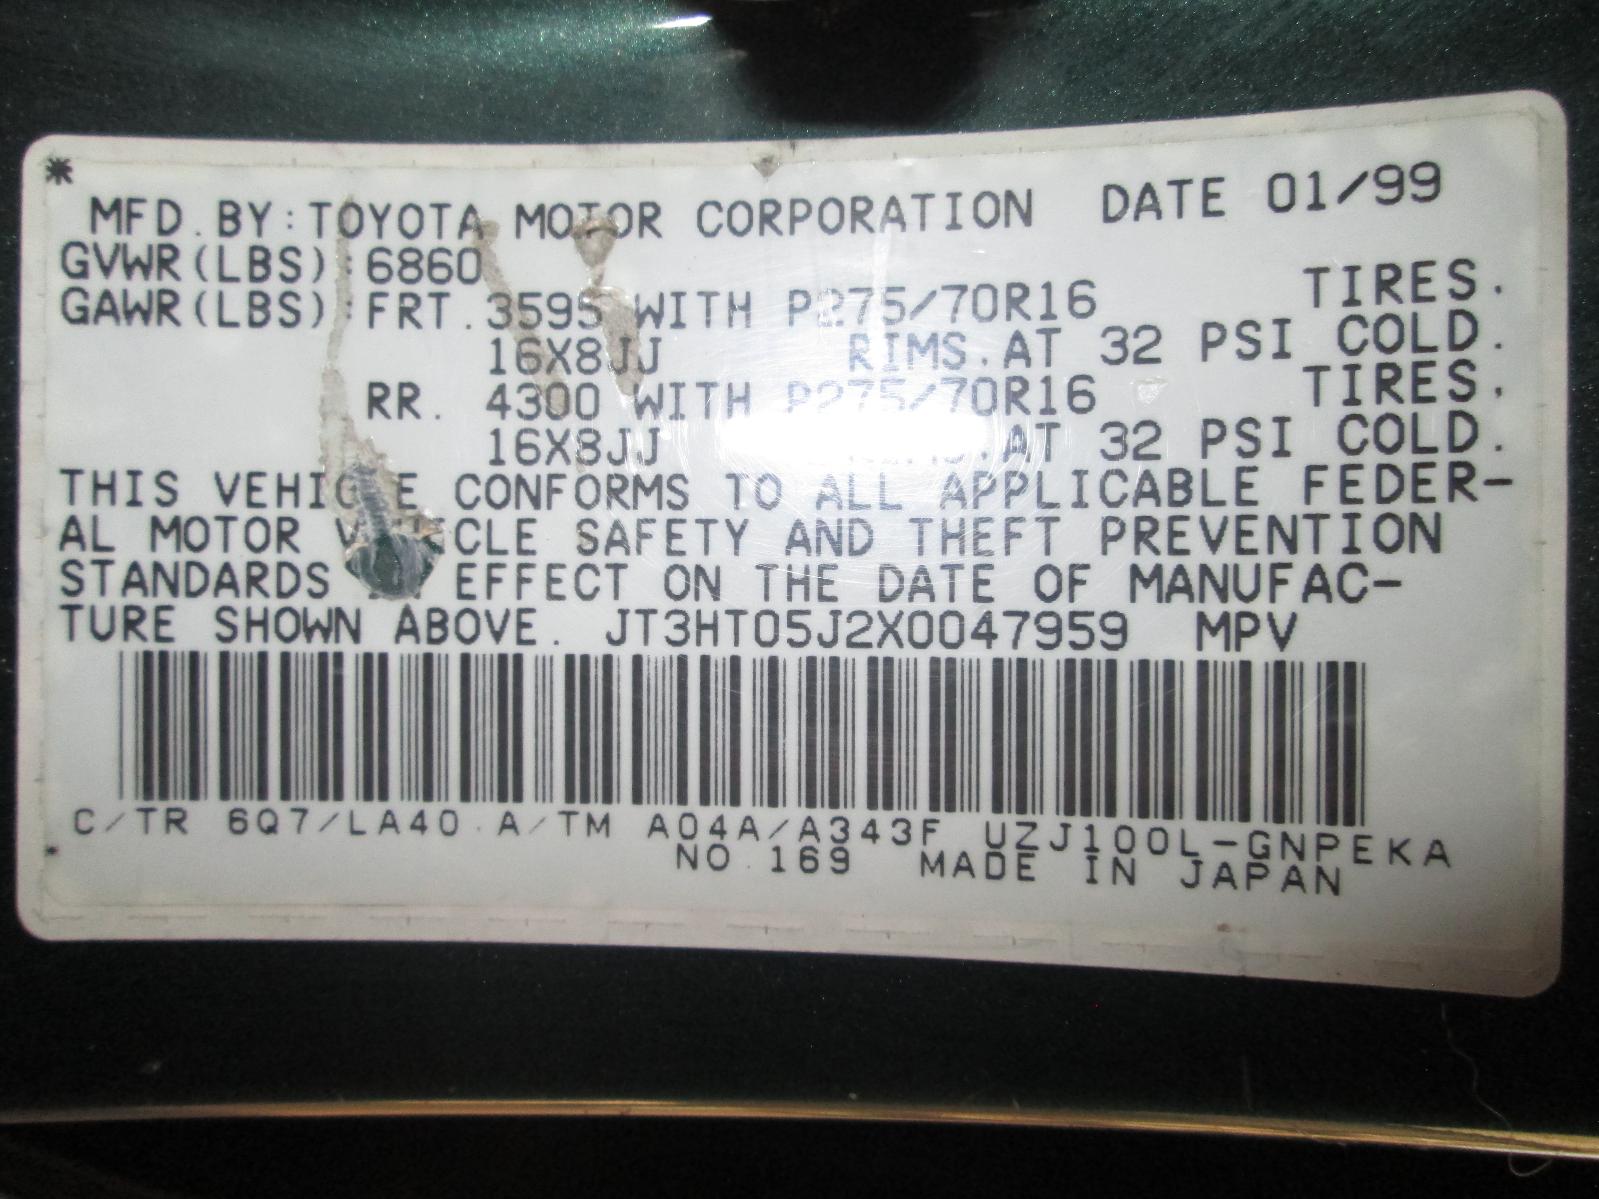 *
MFD. BY: TOYOTA MOTOR CORPORATION DATE 01/99
GVWR(LBS):6860
GAWR(LBS):FRT. 3595 WITH P275/70R16 TIRES.
16X8JJ RIMS. AT 32 PSI COLD.
RR. 4300 WITH P275/70R16 TIRES.
16X8JJ AT 32 PSI COLD.
THIS VEHICLE CONFORMS TO ALL APPLICABLE FEDER-
AL MOTOR VEHICLE SAFETY AND THEFT PREVENTION
STANDARDS EFFECT ON THE DATE OF MANUFAC-
TURE SHOWN ABOVE. JT3HT05J2X0047959 MPV
C/TR 6Q7/LA40 A/TM A04A/A343F UZJ100L-GNPEKA
NO. 169 MADE IN JAPAN